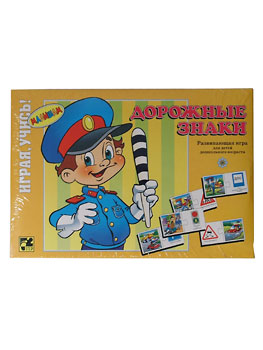 ИГРАЯ, УЧИСЬ!
МАЛЫШАМ
ДОРОЖНЫЕ
ЗНАКИ
Развивающая игра
для детей
дошкольного возраста